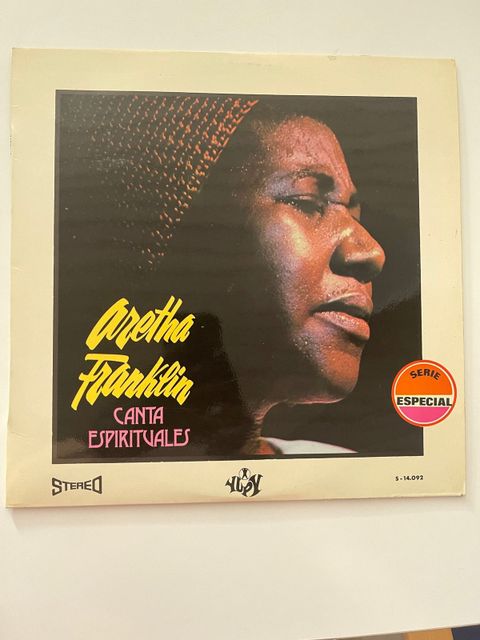 aretha
Franklin
CANTA
ESPIRITUALES
SERIE
ESPECIAL
STEREO
S-14.092